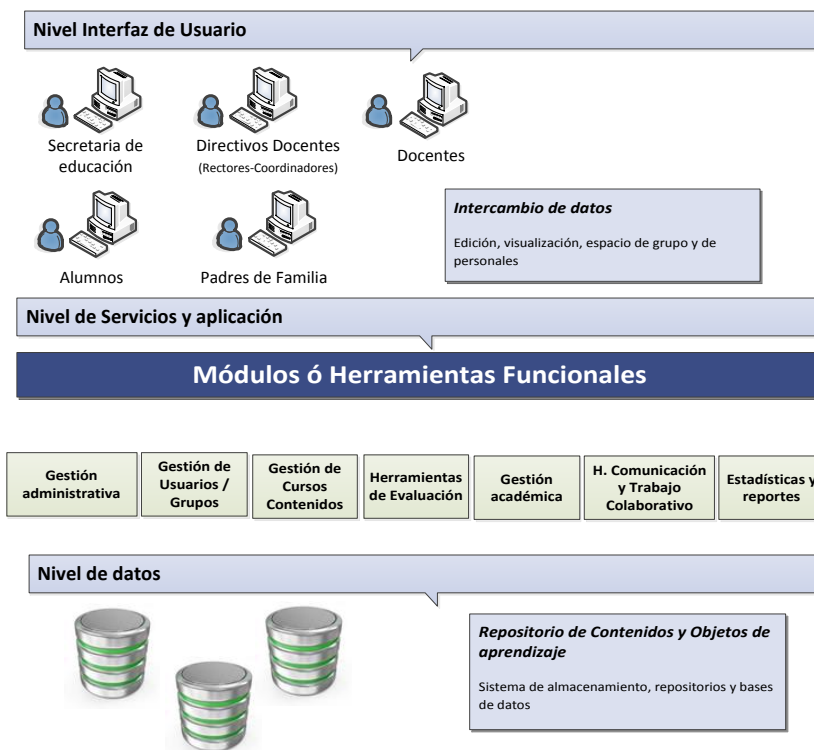 Nivel Interfaz de Usuario
Secretaria de
educación
Directivos Docentes
(Rectores-Coordinadores)
Docentes
Alumnos
Padres de Familia
Intercambio de datos
Edición, visualización, espacio de grupo y de
personales
Nivel de Servicios y aplicación
Módulos ó Herramientas Funcionales
Gestión
administrativa
Gestión de
Usuarios /
Grupos
Gestión de
Cursos
Contenidos
Herramientas
de Evaluación
Gestión
académica
H. Comunicación
y Trabajo
Colaborativo
Estadísticas y
reportes
Nivel de datos
Repositorio de Contenidos y Objetos de
aprendizaje
Sistema de almacenamiento, repositorios y bases
de datos